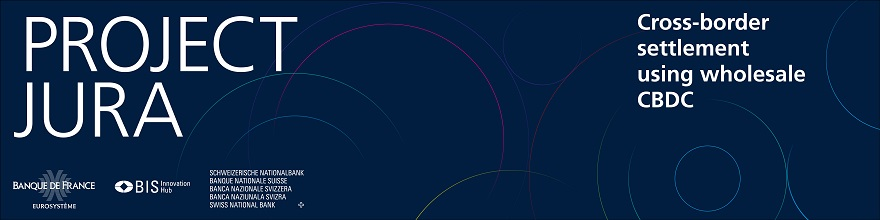 PROJECT
JURA
Cross-border
settlement
using wholesale
CBDC
BANQUE DE FRANCE
EUROSYSTÈME
BIS Innovation
Hub
SCHWEIZERISCHE NATIONALBANK
BANQUE NATIONALE SUISSE
BANCA NAZIONALE SVIZZERA
BANCA NAZIUNALA SVIZRA
SWISS NATIONAL BANK